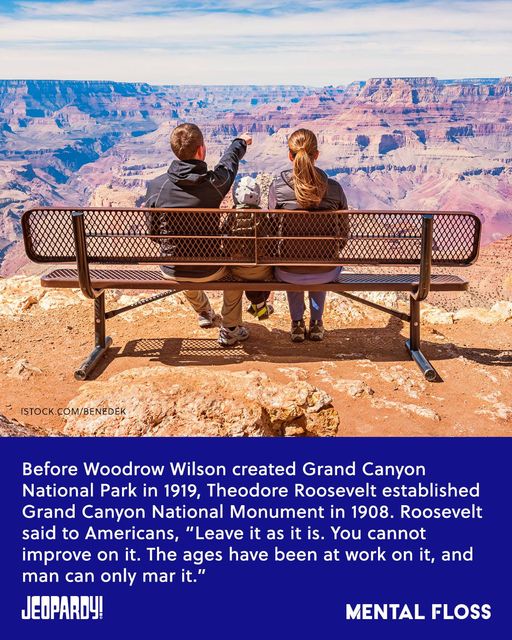 ISTOCK.COM/BENEDEK
Before Woodrow Wilson created Grand Canyon
National Park in 1919, Theodore Roosevelt established
Grand Canyon National Monument in 1908. Roosevelt
said to Americans, “Leave it as it is. You cannot
improve on it. The ages have been at work on it, and
man can only mar it.”
JEOPARDY!
MENTAL FLOSS